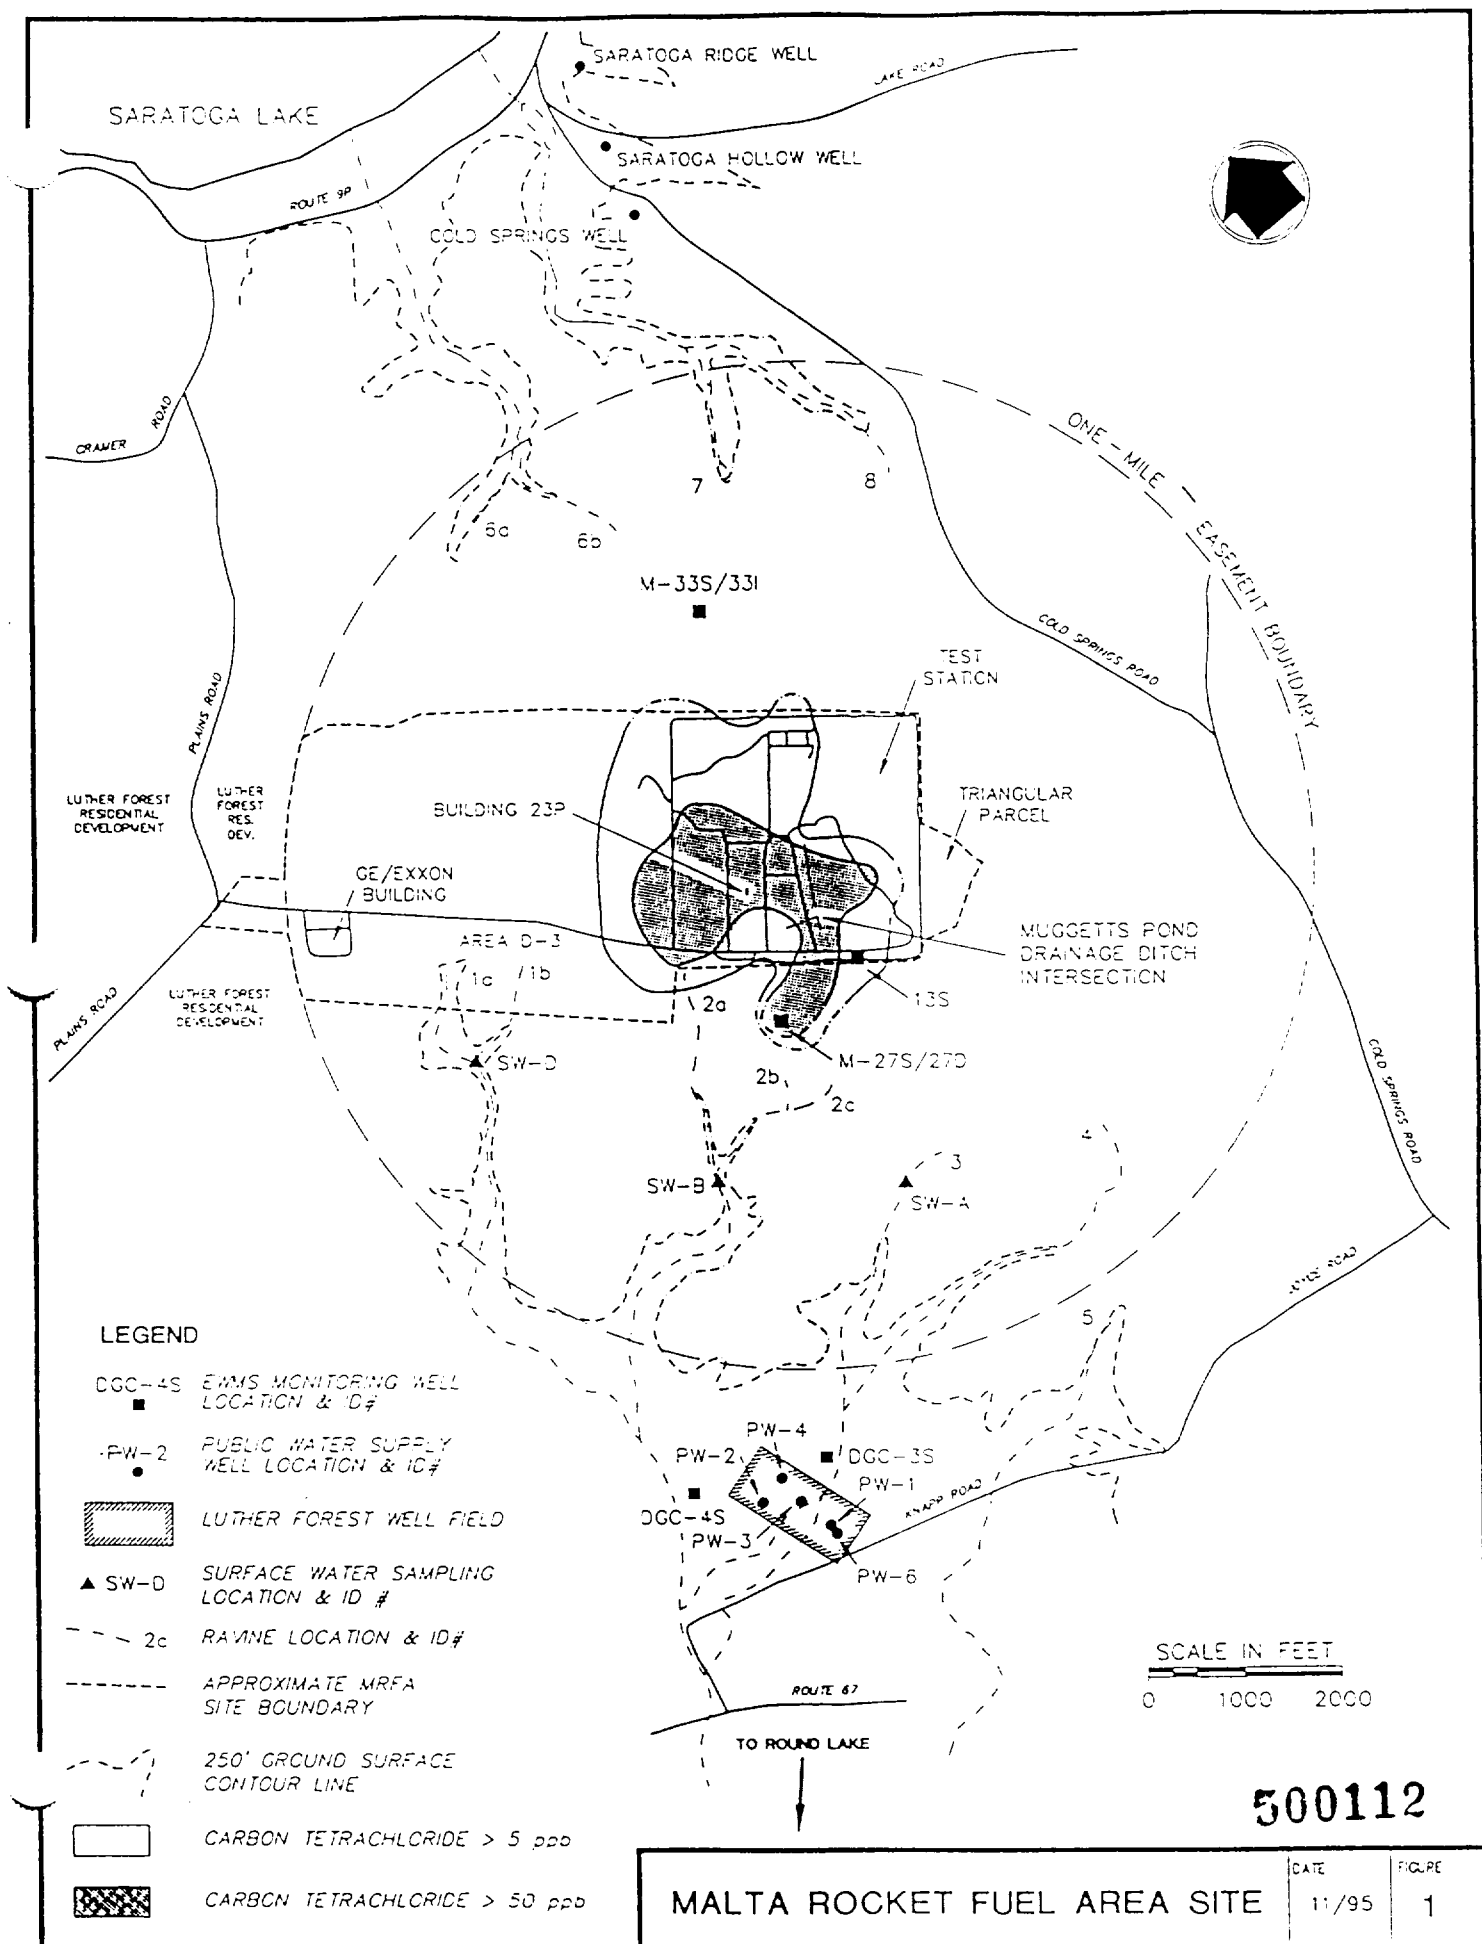 SARATOGA RIDGE WELL
LAKE ROAD
SARATOGA LAKE
SARATOGA HOLLOW WELL
ROUTE 9P
COLD SPRINGS WELL
CRAMER
ROAD
ONE-MILE
EASEMENT BOUNDARY
7
8
6a
6b
M-33S/33I
COLD SPRINGS ROAD
TEST
STATION
PLAINS ROAD
LUTHER FOREST
RESIDENTIAL
DEVELOPMENT
LUTHER
FOREST
RES.
DEV.
BUILDING 23P
TRIANGULAR
PARCEL
GE/EXXON
BUILDING
AREA D-3
MUGGETTS POND
DRAINAGE DITCH
INTERSECTION
1c
1b
LUTHER FOREST
RESIDENTIAL
DEVELOPMENT
2a
13S
PLAINS ROAD
SW-D
M-27S/27D
2b
2c
COLD SPRINGS ROAD
4
3
SW-B
SW-A
ROAD
5
LEGEND
DGC-4S
EWMS MONITORING WELL
LOCATION & ID#
PW-2
PUBLIC WATER SUPPLY
WELL LOCATION & ID#
LUTHER FOREST WELL FIELD
SW-D
SURFACE WATER SAMPLING
LOCATION & ID #
2c
RAVINE LOCATION & ID#
APPROXIMATE MRFA
SITE BOUNDARY
250' GROUND SURFACE
CONTOUR LINE
CARBON TETRACHLORIDE > 5 ppb
CARBON TETRACHLORIDE > 50 ppb
PW-4
PW-2
DGC-3S
PW-1
DGC-4S
PW-3
KNAPP ROAD
PW-6
SCALE IN FEET
0 1000 2000
ROUTE 67
TO ROUND LAKE
500112
MALTA ROCKET FUEL AREA SITE
DATE
11/95
FIGURE
1